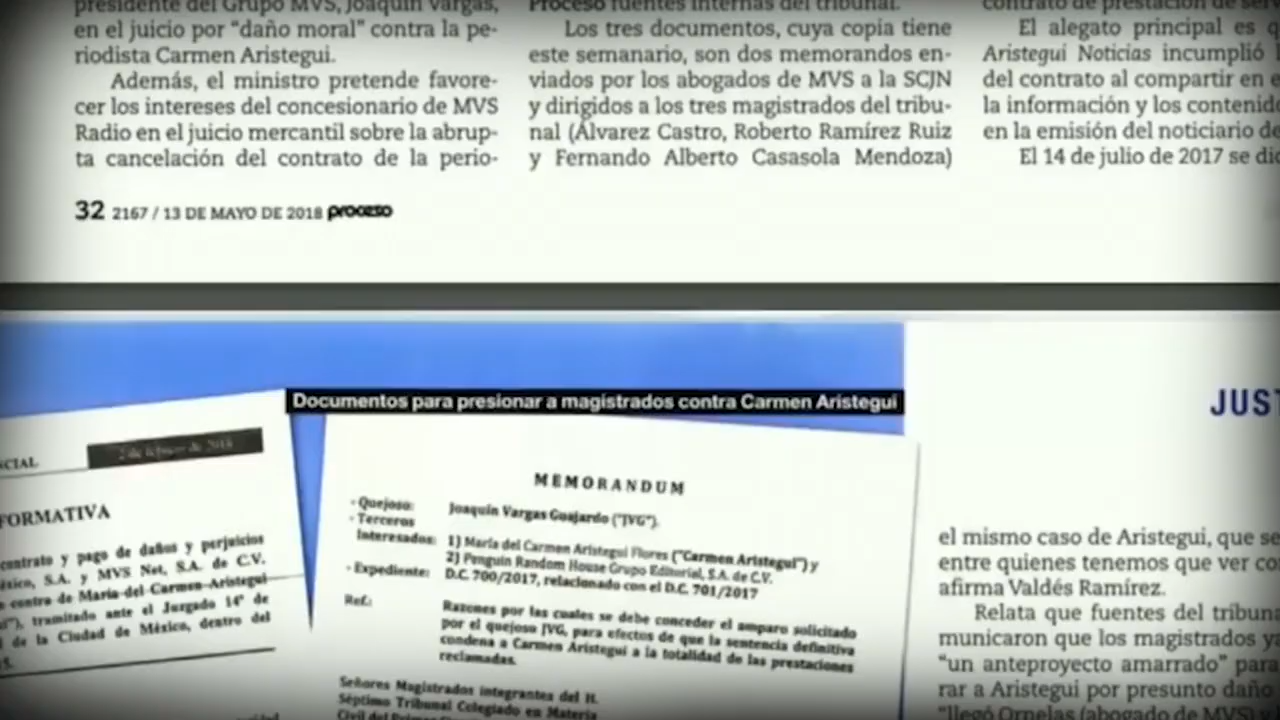 presidente del Grupo MVS, Joaquín Vargas,
en el juicio por “daño moral” contra la pe-
riodista Carmen Aristegui.
Además, el ministro pretende favore-
cer los intereses del concesionario de MVS
Radio en el juicio mercantil sobre la abrup-
ta cancelación del contrato de la perio-
Proceso fuentes internas del tribunal.
Los tres documentos, cuya copia tiene
este semanario, son dos memorandos en-
viados por los abogados de MVS a la SCJN
y dirigidos a los tres magistrados del tribu-
nal (Álvarez Castro, Roberto Ramírez Ruiz
y Fernando Alberto Casasola Mendoza)
contrato de prestación de
El alegato principal es
Aristegui Noticias incumplió
del contrato al compartir en
la información y los
en la emisión del noticiario
El 14 de julio de 2017 se
32 2167 / 13 DE MAYO DE 2018 proceso
Documentos para presionar a magistrados contra Carmen Aristegui
JUST
CIAL
FORMATIVA
contrato y pago de daños y perjuicios
S.A. y MVS Net, S.A. de C.V.
contra de María del Carmen Aristegui
tramitado ante el Juzgado 14° de
de la Ciudad de México, dentro del
MEMORANDUM
- Quejoso: Joaquín Vargas Guajardo ("JVG").
- Terceros
Interesados: 1) María del Carmen Aristegui Flores ("Carmen Aristegui") y
2) Penguin Random House Grupo Editorial, S.A. de C.V.
- Expediente: D.C. 700/2017, relacionado con el D.C. 701/2017
Ref.: Razones por las cuales se debe conceder el amparo solicitado
por el quejoso JVG, para efectos de que la sentencia definitiva
condena a Carmen Aristegui a la totalidad de las prestaciones
reclamadas.
Señores Magistrados integrantes del H.
Séptimo Tribunal Colegiado en Materia
Civil del Primer
el mismo caso de Aristegui, que
entre quienes tenemos que ver
afirma Valdés Ramírez.
Relata que fuentes del
municaron que los magistrados
“un anteproyecto amarrado”
rar a Aristegui por presunto
“llegó Ornelas (abogado de MVS)